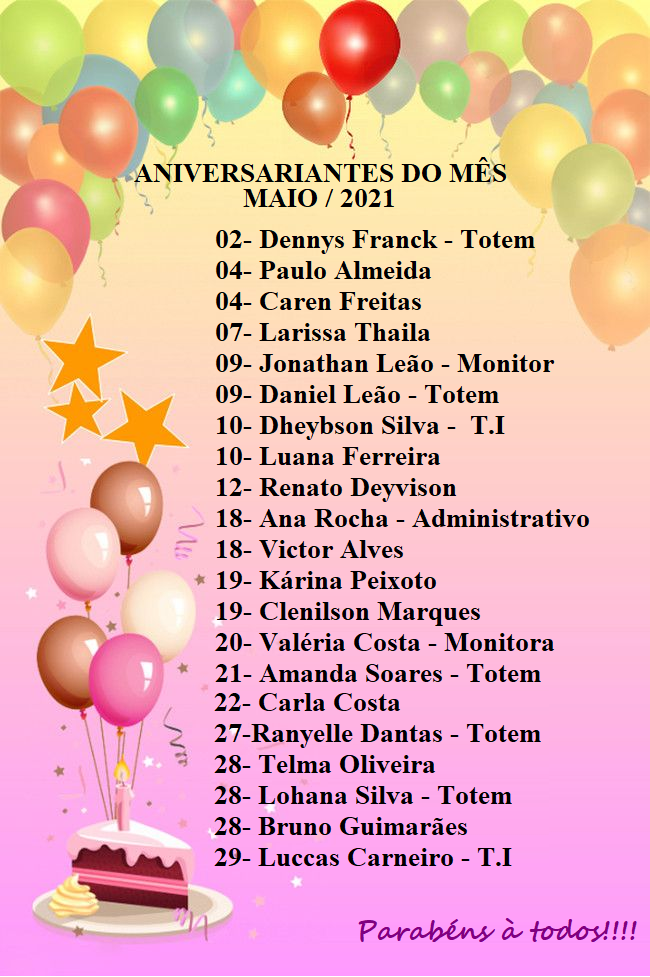 ANIVERSARIANTES DO MÊS
MAIO / 2021
02- Dennys Franck - Totem
04- Paulo Almeida
04- Caren Freitas
07- Larissa Thaila
09- Jonathan Leão - Monitor
09- Daniel Leão - Totem
10- Dheybson Silva -  T.I
10- Luana Ferreira
12- Renato Deyvison
18- Ana Rocha - Administrativo
18- Victor Alves
19- Kárina Peixoto
19- Clenilson Marques
20- Valéria Costa - Monitora
21- Amanda Soares - Totem
22- Carla Costa
27-Ranyelle Dantas - Totem
28- Telma Oliveira
28- Lohana Silva - Totem
28- Bruno Guimarães
29- Luccas Carneiro - T.I
Parabéns à todos!!!!